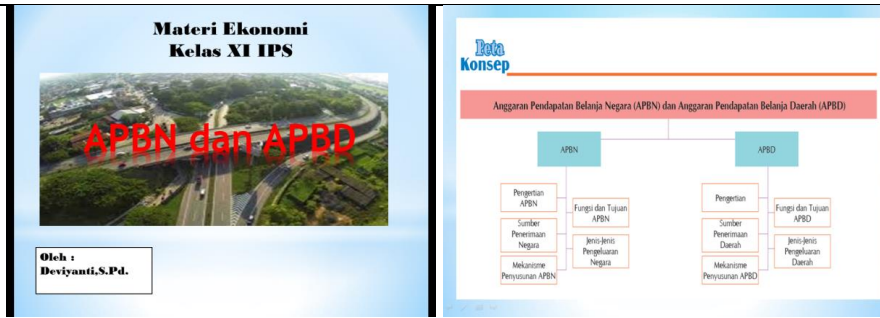 Materi Ekonomi
Kelas XI IPS
APBN dan APBD
Oleh :
Deviyanti,S.Pd.
Peta
Konsep
Anggaran Pendapatan Belanja Negara (APBN) dan Anggaran Pendapatan Belanja Daerah (APBD)
APBN
Pengertian
APBN
Fungsi dan Tujuan
APBN
Sumber
Penerimaan
Negara
Jenis-Jenis
Pengeluaran
Negara
Mekanisme
Penyusunan APBN
APBD
Pengertian
Fungsi dan Tujuan
APBD
Sumber
Penerimaan
Daerah
Jenis-Jenis
Pengeluaran
Daerah
Mekanisme
Penyusunan APBD